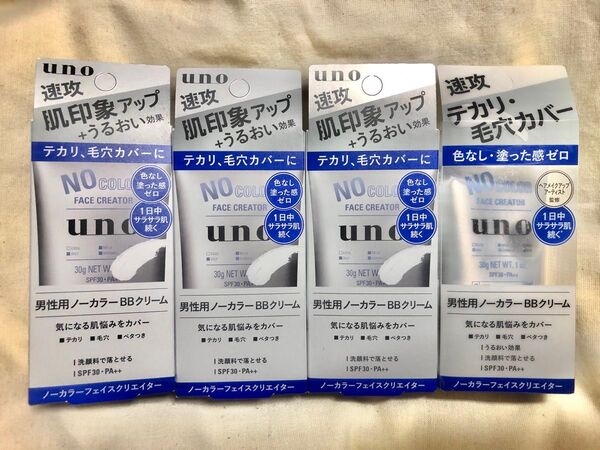 uno
速攻
肌印象アップ
+うるおい効果
テカリ、毛穴カバーに
NO COLOR
FACE CREATOR
uno
30g NET W
SPF30・PA
色なし
塗った感
ゼロ
1日中
サラサラ肌
続く
男性用ノーカラーBBクリーム
気になる肌悩みをカバー
■テカリ ■毛穴 ■ベタつき
I 洗顔料で落とせる
I SPF30・PA++
ノーカラーフェイスクリエイター
uno
速攻
肌印象アップ
+うるおい効果
テカリ、毛穴カバーに
NO COLOR
FACE CREATOR
uno
30g NET W
SPF30・PA
色なし
塗った感
ゼロ
1日中
サラサラ肌
続く
男性用ノーカラーBBクリーム
気になる肌悩みをカバー
■テカリ ■毛穴 ■ベタつき
I 洗顔料で落とせる
I SPF30・PA++
ノーカラーフェイスクリエイター
uno
速攻
肌印象アップ
+うるおい効果
テカリ、毛穴カバーに
NO COLOR
FACE CREATOR
uno
30g NET W
SPF30・PA
色なし
塗った感
ゼロ
1日中
サラサラ肌
続く
男性用ノーカラーBBクリーム
気になる肌悩みをカバー
■テカリ ■毛穴 ■ベタつき
I 洗顔料で落とせる
I SPF30・PA++
ノーカラーフェイスクリエイター
速攻
テカリ・
毛穴カバー
色なし・塗った感ゼロ
NO COLOR
FACE CREATOR
uno
30g NET WT. 1 oz.
SPF30・PA++
ヘアメイクアップ
アーティスト
監修
1日中
サラサラ肌
続く
男性用ノーカラーBBクリーム
気になる肌悩みをカバー
■テカリ ■毛穴 ■ベタつき
I うるおい効果
I 洗顔料で落とせる
I SPF30・PA++
ノーカラーフェイスクリエイター